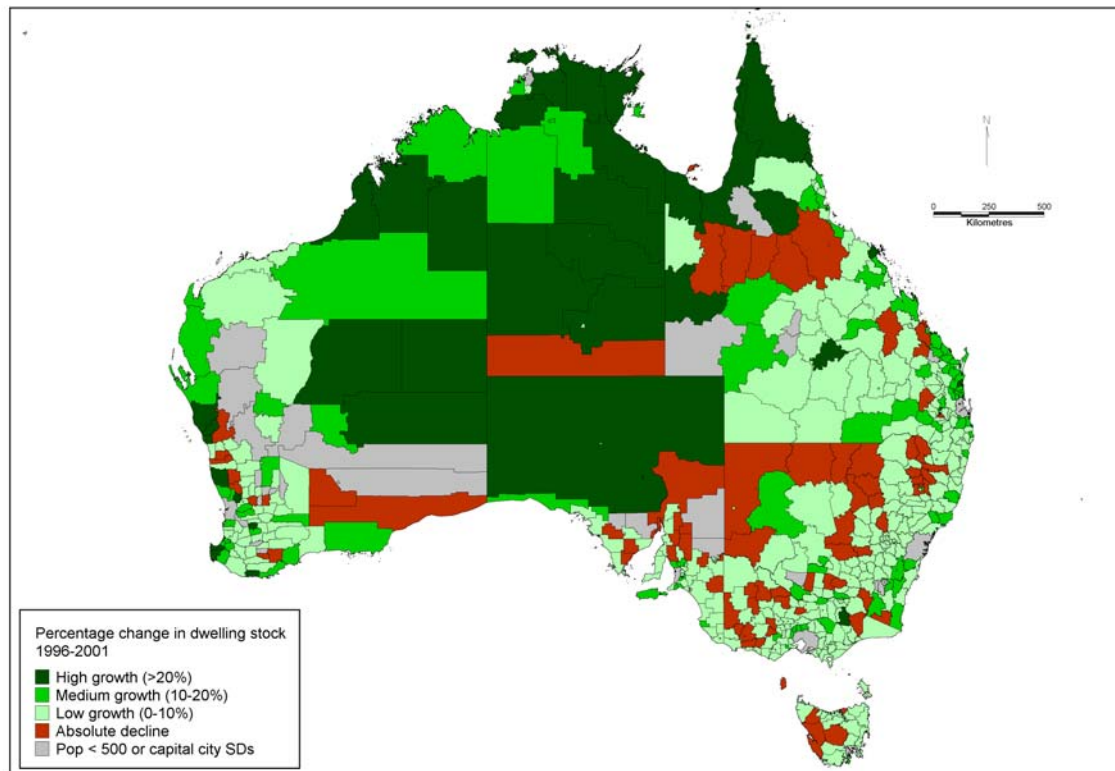 N
0 250 500
Kilometres
Percentage change in dwelling stock
1996-2001
High growth (>20%)
Medium growth (10-20%)
Low growth (0-10%)
Absolute decline
Pop < 500 or capital city SDs